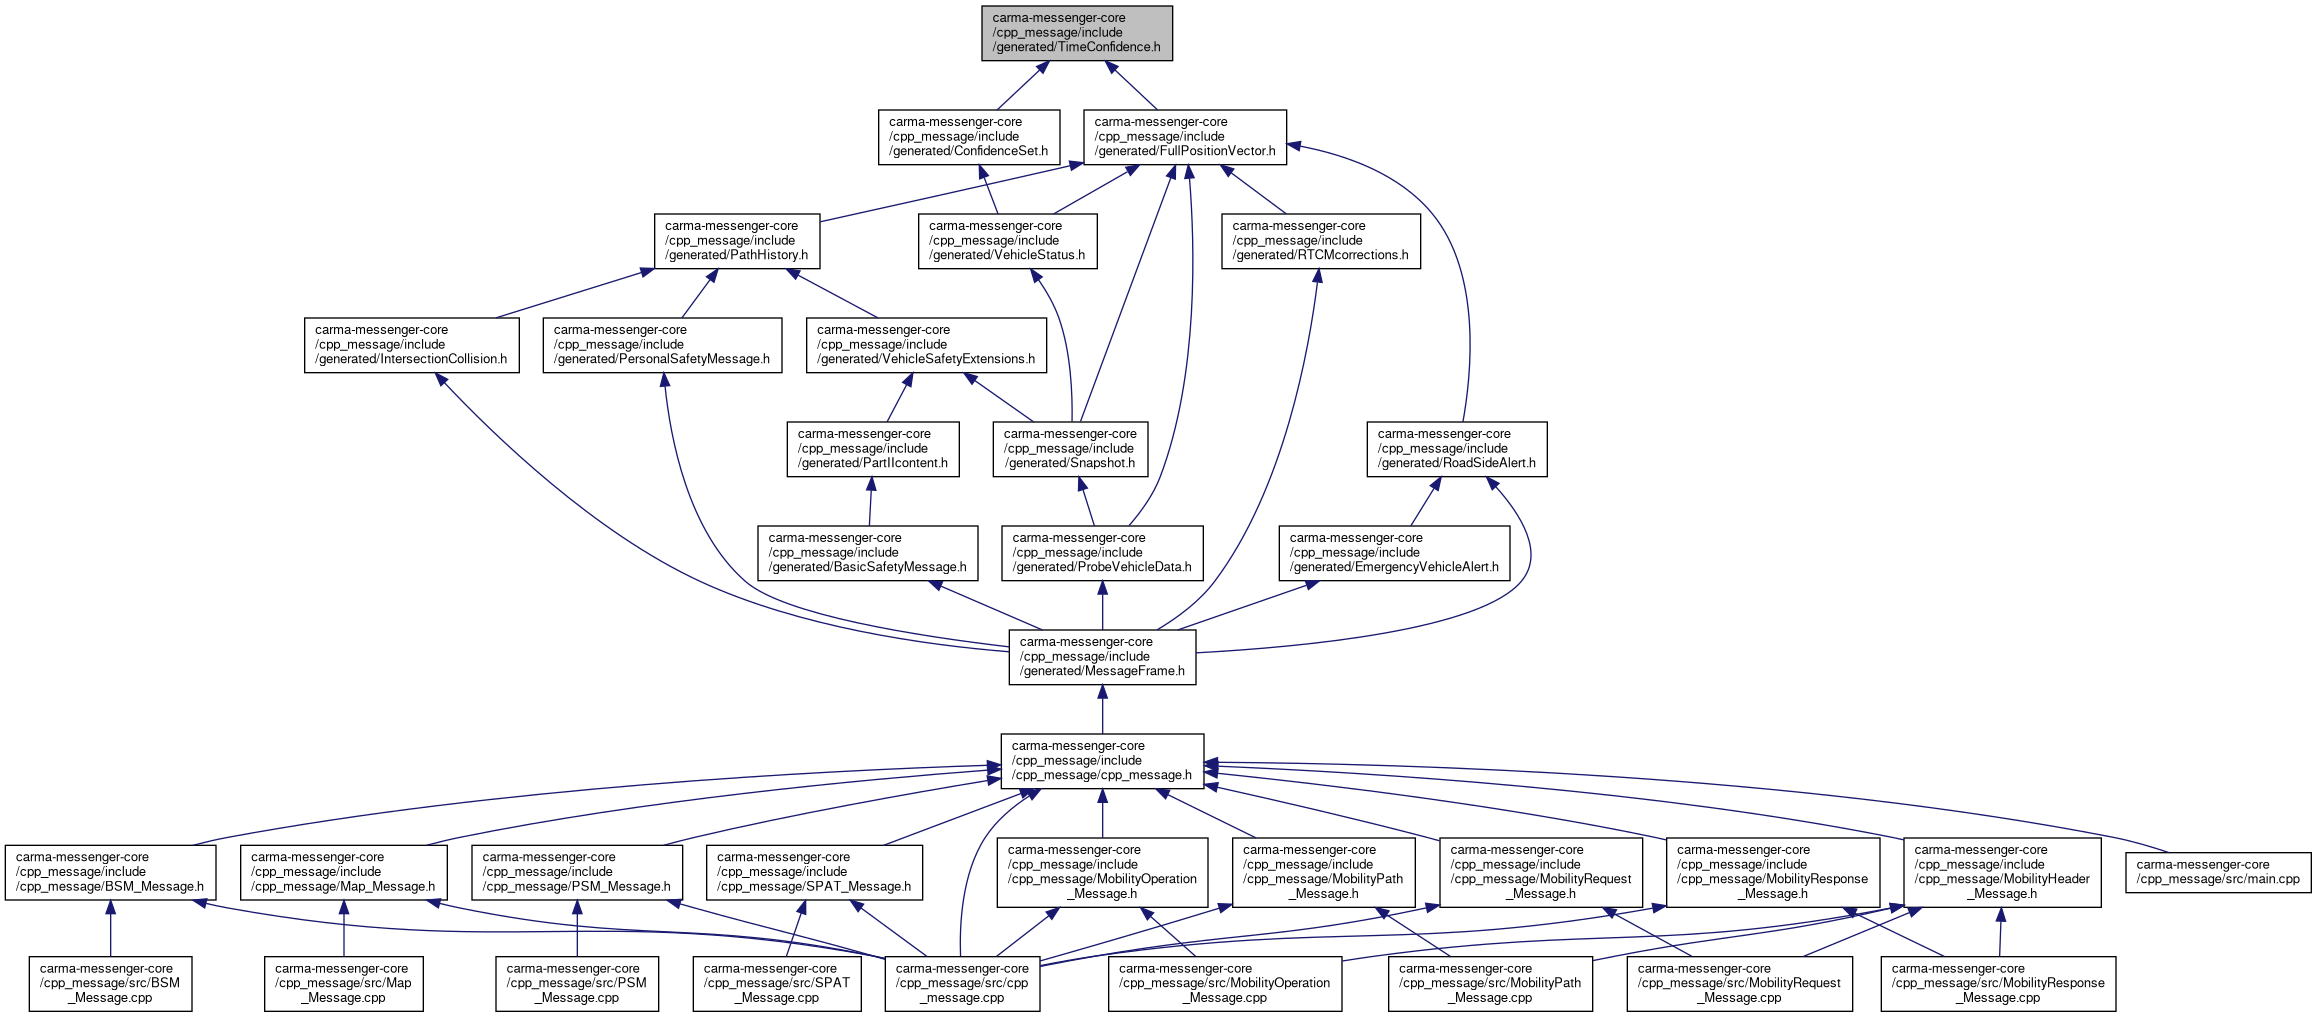 carma-messenger-core
/cpp_message/include
/generated/TimeConfidence.h
carma-messenger-core
/cpp_message/include
/generated/ConfidenceSet.h
carma-messenger-core
/cpp_message/include
/generated/FullPositionVector.h
carma-messenger-core
/cpp_message/include
/generated/PathHistory.h
carma-messenger-core
/cpp_message/include
/generated/VehicleStatus.h
carma-messenger-core
/cpp_message/include
/generated/RTCMcorrections.h
carma-messenger-core
/cpp_message/include
/generated/IntersectionCollision.h
carma-messenger-core
/cpp_message/include
/generated/PersonalSafetyMessage.h
carma-messenger-core
/cpp_message/include
/generated/VehicleSafetyExtensions.h
carma-messenger-core
/cpp_message/include
/generated/PartIIcontent.h
carma-messenger-core
/cpp_message/include
/generated/Snapshot.h
carma-messenger-core
/cpp_message/include
/generated/RoadSideAlert.h
carma-messenger-core
/cpp_message/include
/generated/BasicSafetyMessage.h
carma-messenger-core
/cpp_message/include
/generated/ProbeVehicleData.h
carma-messenger-core
/cpp_message/include
/generated/EmergencyVehicleAlert.h
carma-messenger-core
/cpp_message/include
/generated/MessageFrame.h
carma-messenger-core
/cpp_message/include
/cpp_message/cpp_message.h
carma-messenger-core
/cpp_message/include
/cpp_message/BSM_Message.h
carma-messenger-core
/cpp_message/include
/cpp_message/Map_Message.h
carma-messenger-core
/cpp_message/include
/cpp_message/PSM_Message.h
carma-messenger-core
/cpp_message/include
/cpp_message/SPAT_Message.h
carma-messenger-core
/cpp_message/include
/cpp_message/MobilityOperation
_Message.h
carma-messenger-core
/cpp_message/include
/cpp_message/MobilityPath
_Message.h
carma-messenger-core
/cpp_message/include
/cpp_message/MobilityRequest
_Message.h
carma-messenger-core
/cpp_message/include
/cpp_message/MobilityResponse
_Message.h
carma-messenger-core
/cpp_message/include
/cpp_message/MobilityHeader
_Message.h
carma-messenger-core
/cpp_message/src/main.cpp
carma-messenger-core
/cpp_message/src/BSM
_Message.cpp
carma-messenger-core
/cpp_message/src/Map
_Message.cpp
carma-messenger-core
/cpp_message/src/PSM
_Message.cpp
carma-messenger-core
/cpp_message/src/SPAT
_Message.cpp
carma-messenger-core
/cpp_message/src/cpp
_message.cpp
carma-messenger-core
/cpp_message/src/MobilityOperation
_Message.cpp
carma-messenger-core
/cpp_message/src/MobilityPath
_Message.cpp
carma-messenger-core
/cpp_message/src/MobilityRequest
_Message.cpp
carma-messenger-core
/cpp_message/src/MobilityResponse
_Message.cpp